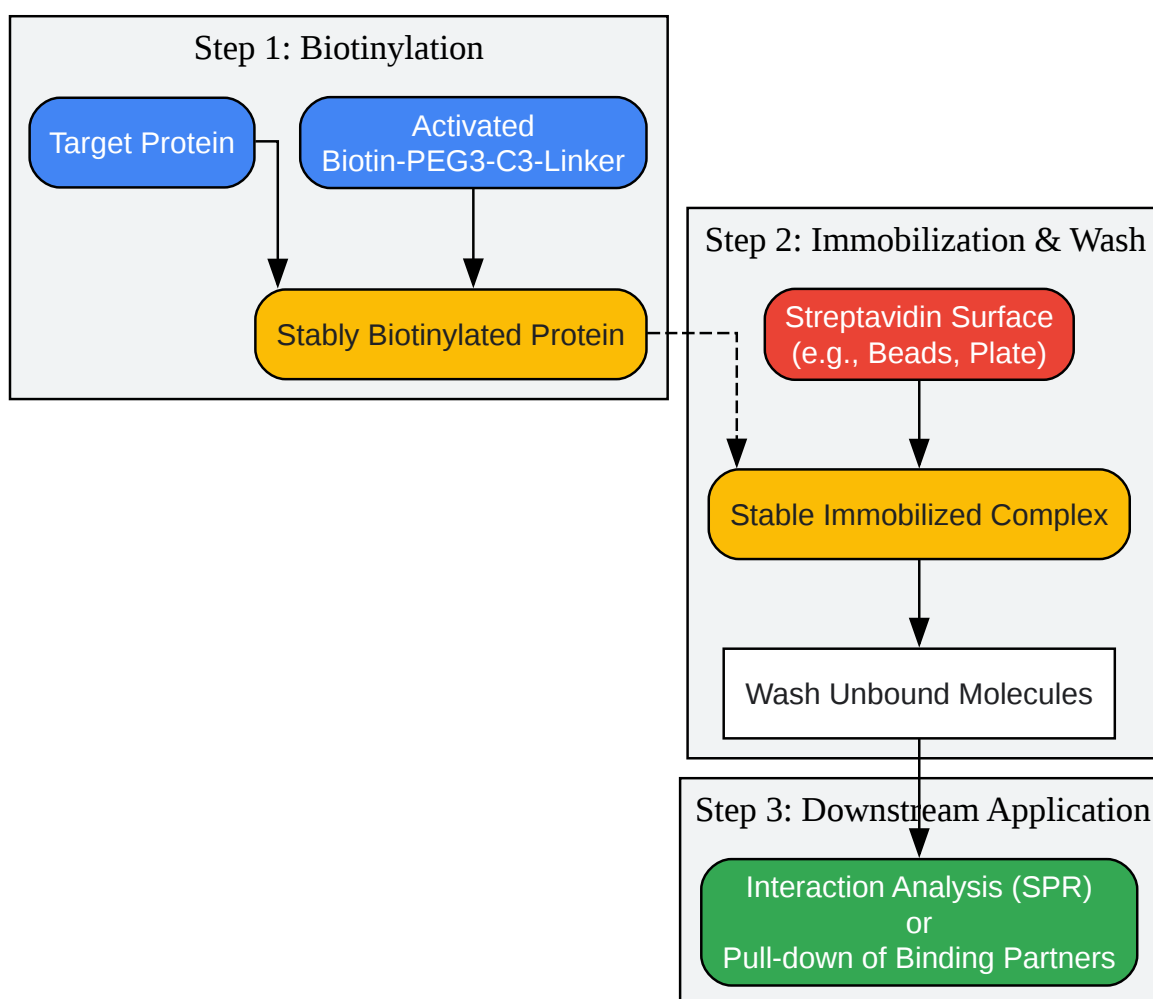 Step 1: Biotinylation
Target Protein
Activated
Biotin-PEG3-C3-Linker
Stably Biotinylated Protein
Step 2: Immobilization & Wash
Streptavidin Surface
(e.g., Beads, Plate)
Stable Immobilized Complex
Wash Unbound Molecules
Step 3: Downstream Application
Interaction Analysis (SPR)
or
Pull-down of Binding Partners